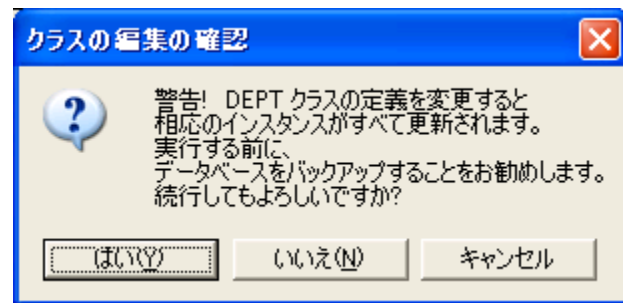 クラスの編集の確認
警告! DEPT クラスの定義を変更すると
相応のインスタンスがすべて更新されます。
実行する前に、
データベースをバックアップすることをお勧めします。
続行してもよろしいですか?
はい(Y) いいえ(N) キャンセル